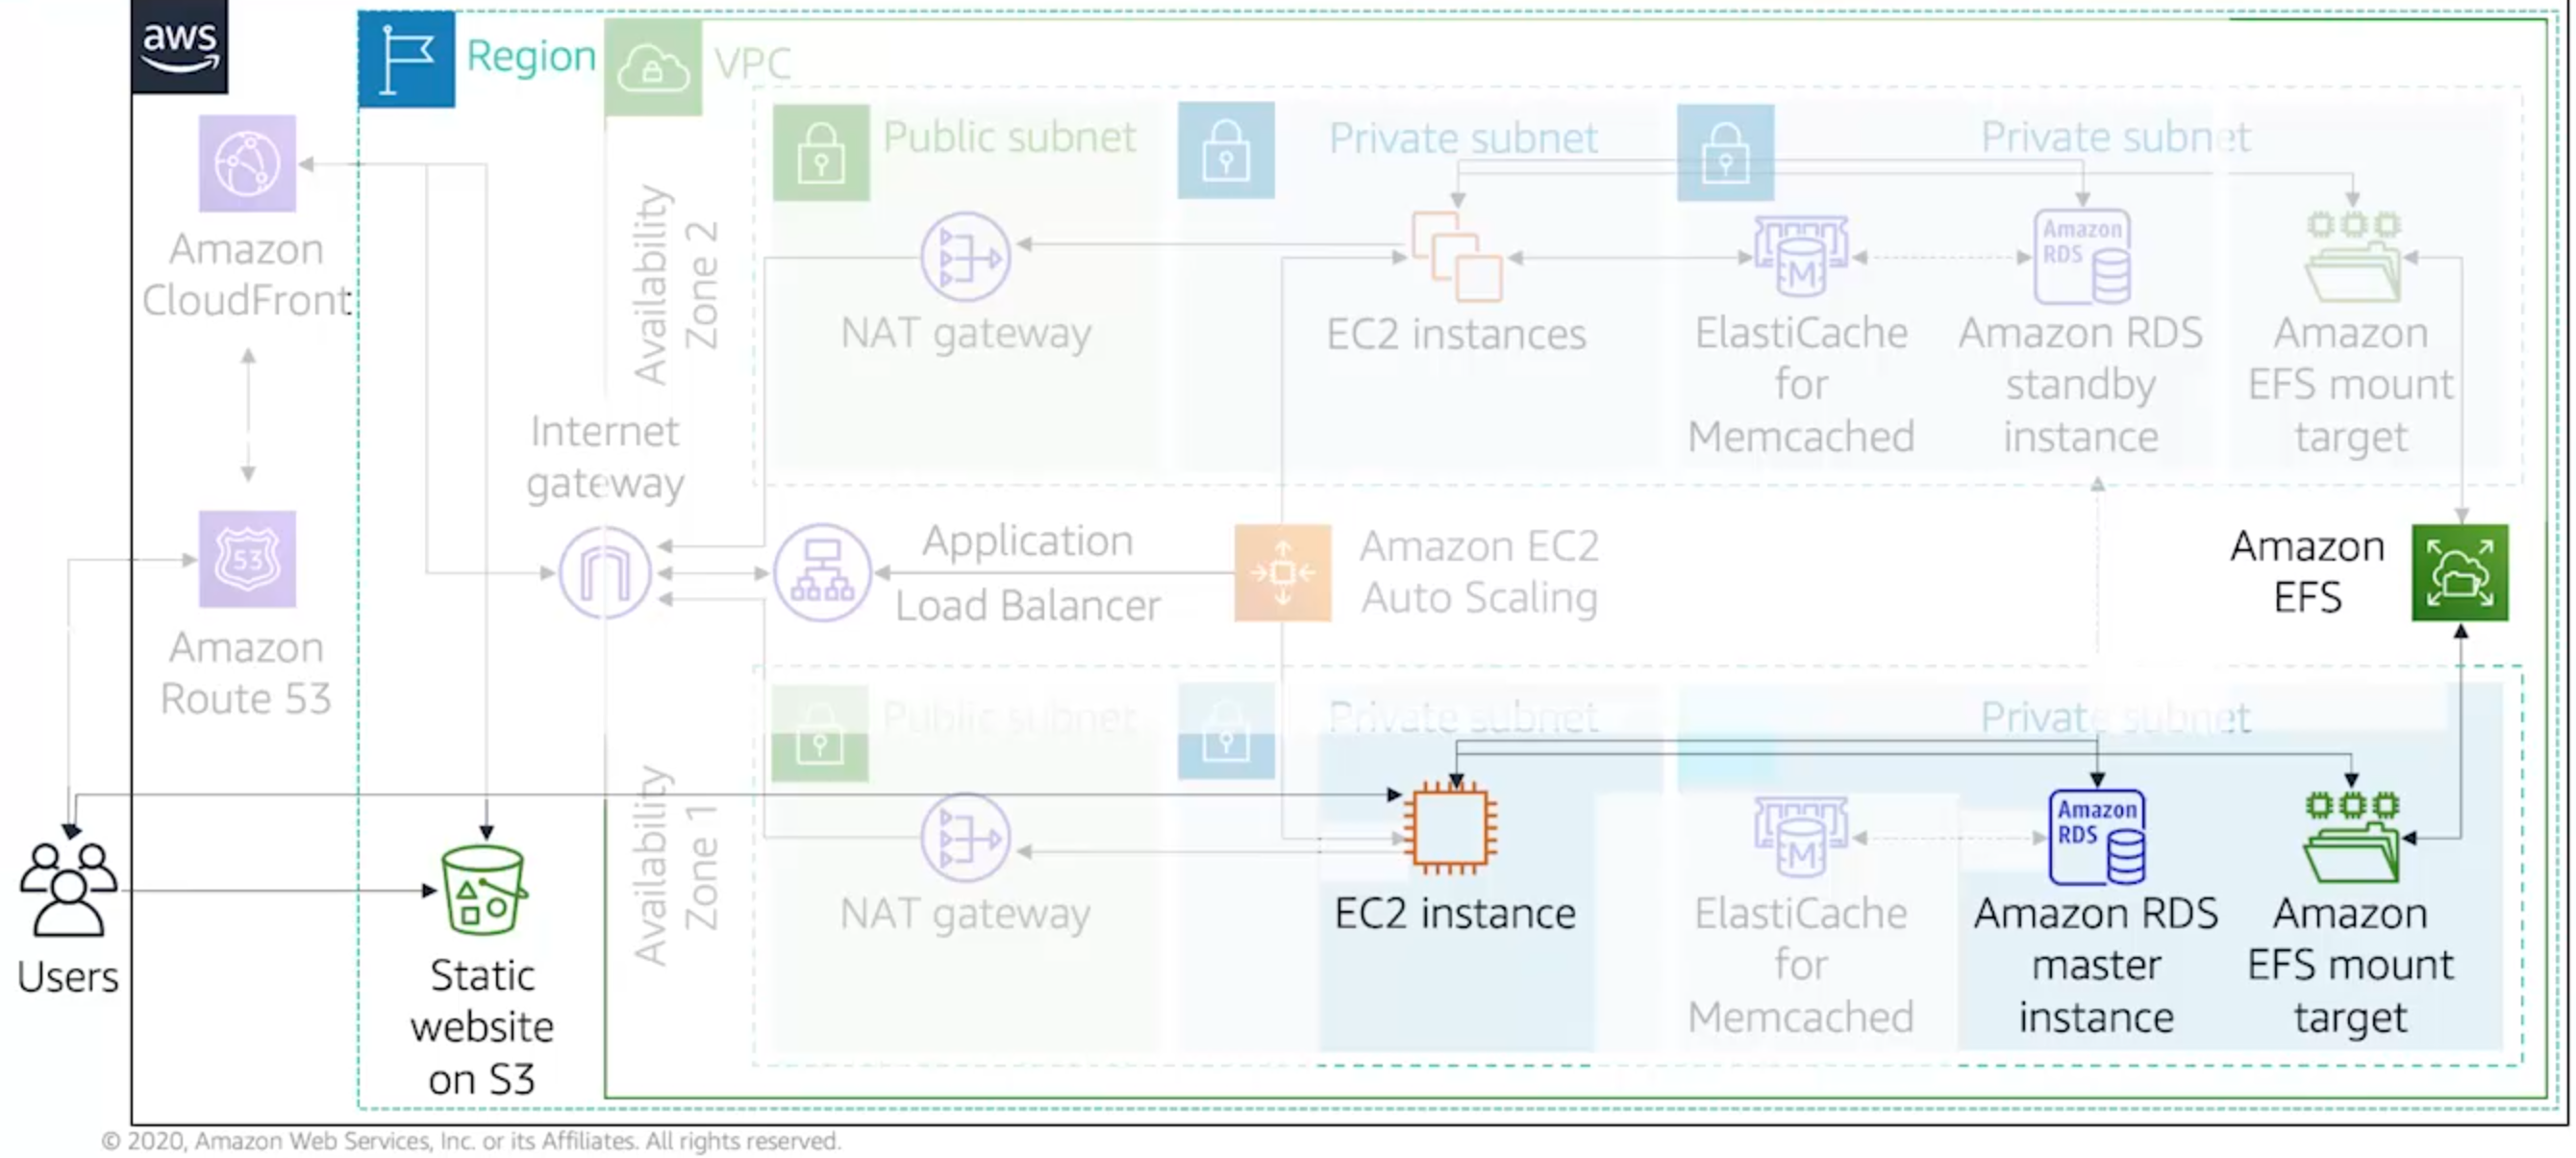 aws
Region
VPC
Amazon
CloudFront
53
Amazon
Route 53
Users
Static
website
on S3
Internet
gateway
Availability
Zone 2
Public subnet
NAT gateway
Private subnet
EC2 instances
Private subnet
M
ElastiCache
for
Memcached
Amazon
RDS
Amazon RDS
standby
instance
Amazon
EFS mount
target
Application
Load Balancer
Amazon EC2
Auto Scaling
Amazon
EFS
Availability
Zone 1
Public subnet
NAT gateway
Private subnet
EC2 instance
Private subnet
M
ElastiCache
for
Memcached
Amazon
RDS
Amazon RDS
master
instance
Amazon
EFS mount
target
© 2020, Amazon Web Services, Inc. or its Affiliates. All rights reserved.